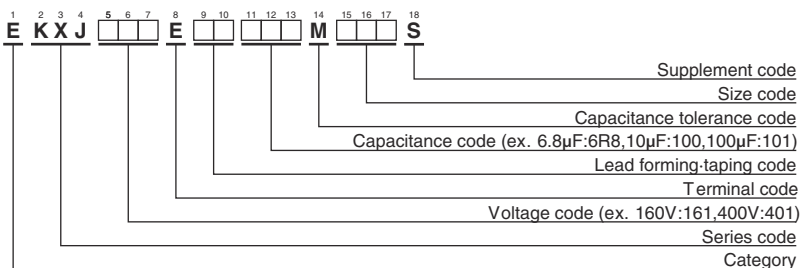 1 2 3 4 5 6 7 8 9 10 11 12 13 14 15 16 17 18
E KXJ □□□ E □□ □□□ M □□□ S
Supplement code
Size code
Capacitance tolerance code
Capacitance code (ex. 6.8μF:6R8,10μF:100,100μF:101)
Lead forming·taping code
Terminal code
Voltage code (ex. 160V:161,400V:401)
Series code
Category